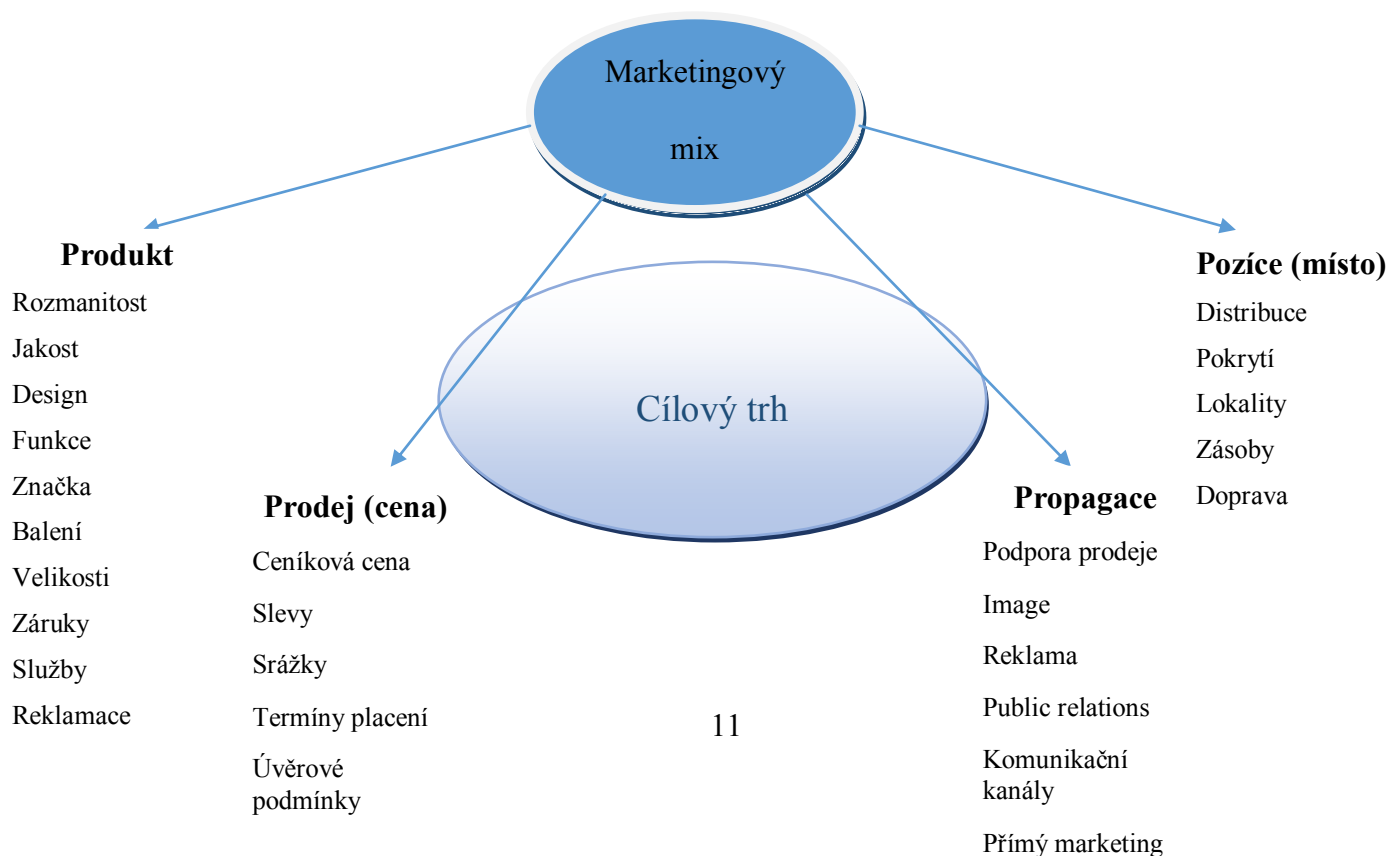 Marketingový
mix
Cílový trh
Produkt
Rozmanitost
Jakost
Design
Funkce
Značka
Balení
Velikosti
Záruky
Služby
Reklamace
Prodej (cena)
Ceníková cena
Slevy
Srážky
Termíny placení
Úvěrové
podmínky
Propagace
Podpora prodeje
Image
Reklama
Public relations
Komunikační
kanály
Přímý marketing
Pozíce (místo)
Distribuce
Pokrytí
Lokality
Zásoby
Doprava
11